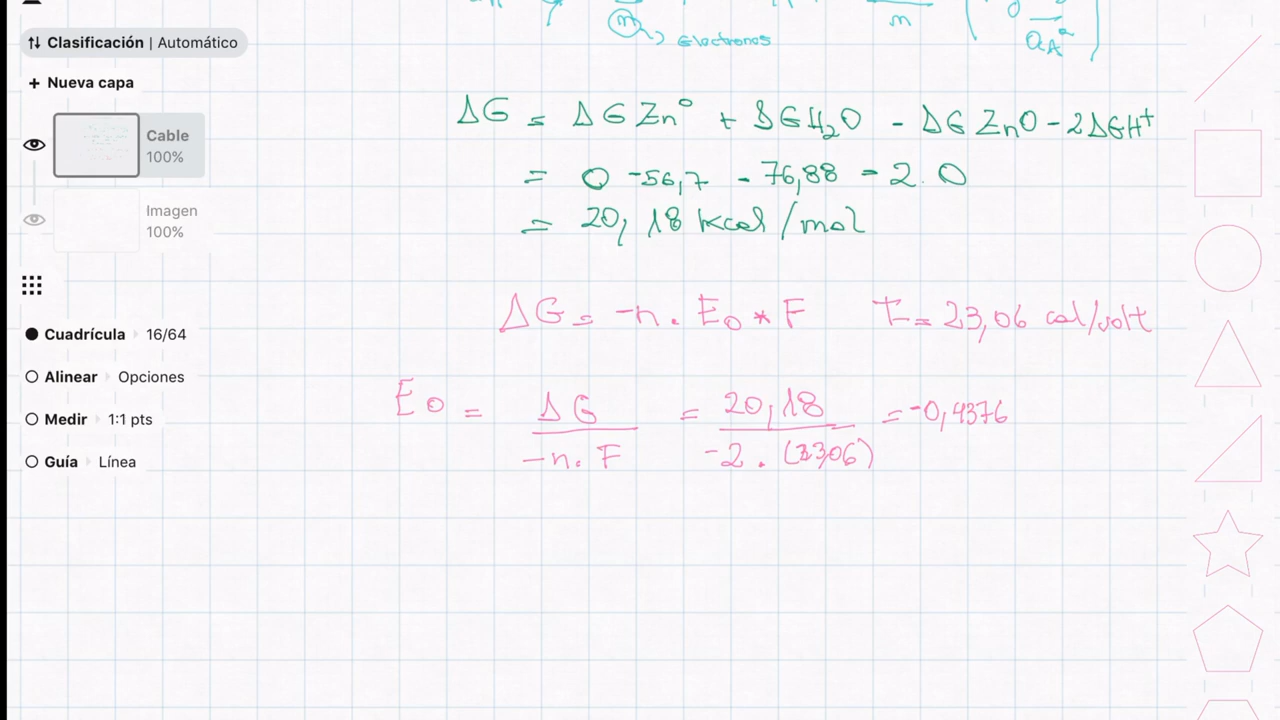 Clasificación | Automático
+ Nueva capa
Cable
100%
Imagen
100%
Cuadrícula 16/64
Alinear Opciones
Medir 1:1 pts
Guía Línea
m Electrones m a_A^a
ΔG = ΔG Zn° + ΔG H₂O - ΔG ZnO - 2ΔGH⁺
= 0 -56,7 - 76,88 - 2.0
= 20,18 kcal/mol
ΔG = -n. E₀ * F F = 23,06 cal/volt
E₀ = ΔG / -n.F = 20,18 / -2.(23,06) = -0,4376